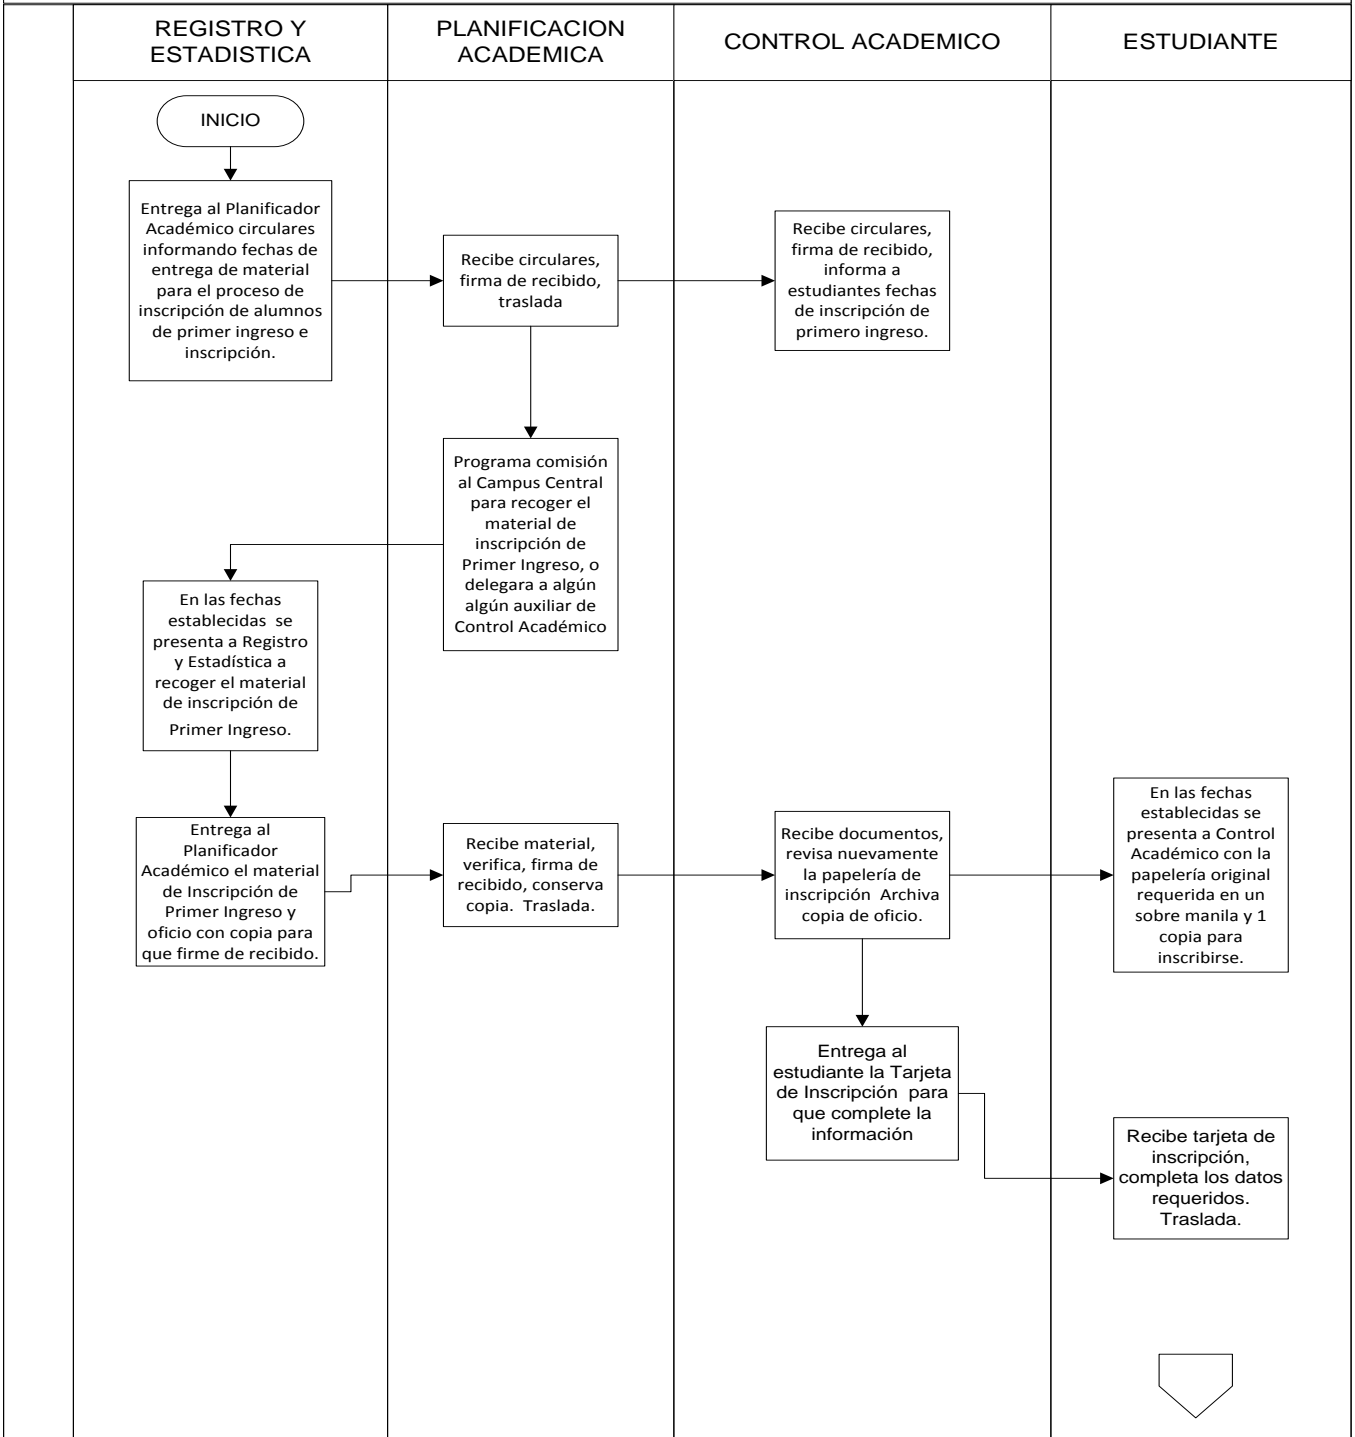 REGISTRO Y
ESTADISTICA
PLANIFICACION
ACADEMICA
CONTROL ACADEMICO
ESTUDIANTE
INICIO
Entrega al Planificador
Académico circulares
informando fechas de
entrega de material
para el proceso de
inscripción de alumnos
de primer ingreso e
inscripción.
Recibe circulares,
firma de recibido,
traslada
Recibe circulares,
firma de recibido,
informa a
estudiantes fechas
de inscripción de
primero ingreso.
Programa comisión
al Campus Central
para recoger el
material de
inscripción de
Primer Ingreso, o
delegara a algún
algún auxiliar de
Control Académico
En las fechas
establecidas se
presenta a Registro
y Estadística a
recoger el material
de inscripción de
Primer Ingreso.
Entrega al
Planificador
Académico el material
de Inscripción de
Primer Ingreso y
oficio con copia para
que firme de recibido.
Recibe material,
verifica, firma de
recibido, conserva
copia. Traslada.
Recibe documentos,
revisa nuevamente
la papelería de
inscripción Archiva
copia de oficio.
En las fechas
establecidas se
presenta a Control
Académico con la
papelería original
requerida en un
sobre manila y 1
copia para
inscribirse.
Entrega al
estudiante la Tarjeta
de Inscripción para
que complete la
información
Recibe tarjeta de
inscripción,
completa los datos
requeridos.
Traslada.